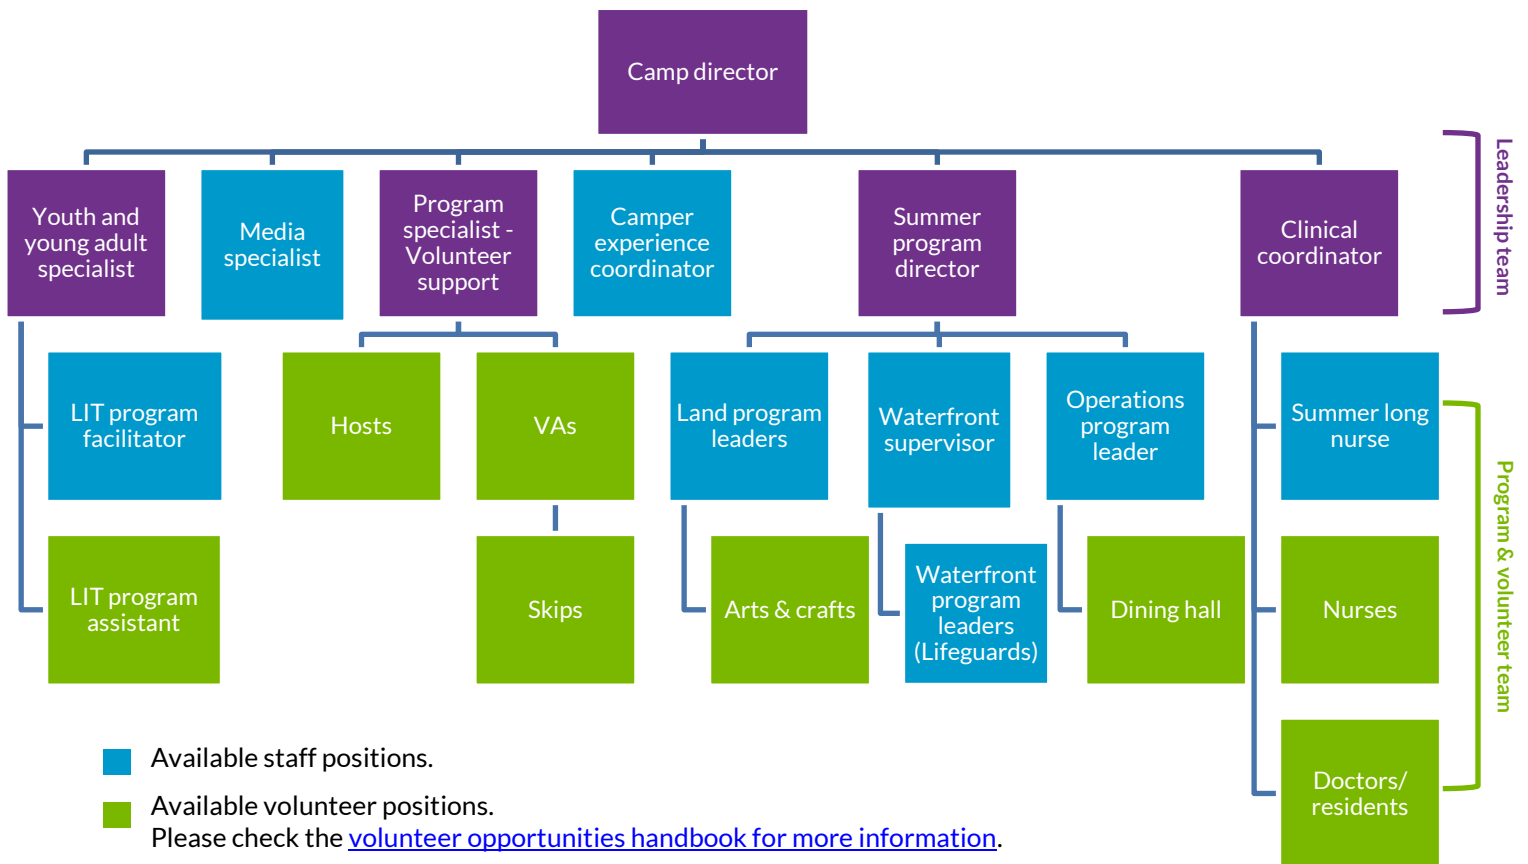 Camp director
Leadership team
Youth and
young adult
specialist
Media
specialist
Program
specialist -
Volunteer
support
Camper
experience
coordinator
Summer
program
director
Clinical
coordinator
LIT program
facilitator
Hosts
VAs
Land program
leaders
Waterfront
supervisor
Operations
program
leader
Summer long
nurse
Program & volunteer team
LIT program
assistant
Skips
Arts & crafts
Waterfront
program
leaders
(Lifeguards)
Dining hall
Nurses
Doctors/
residents
Available staff positions.
Available volunteer positions.
Please check the volunteer opportunities handbook for more information.